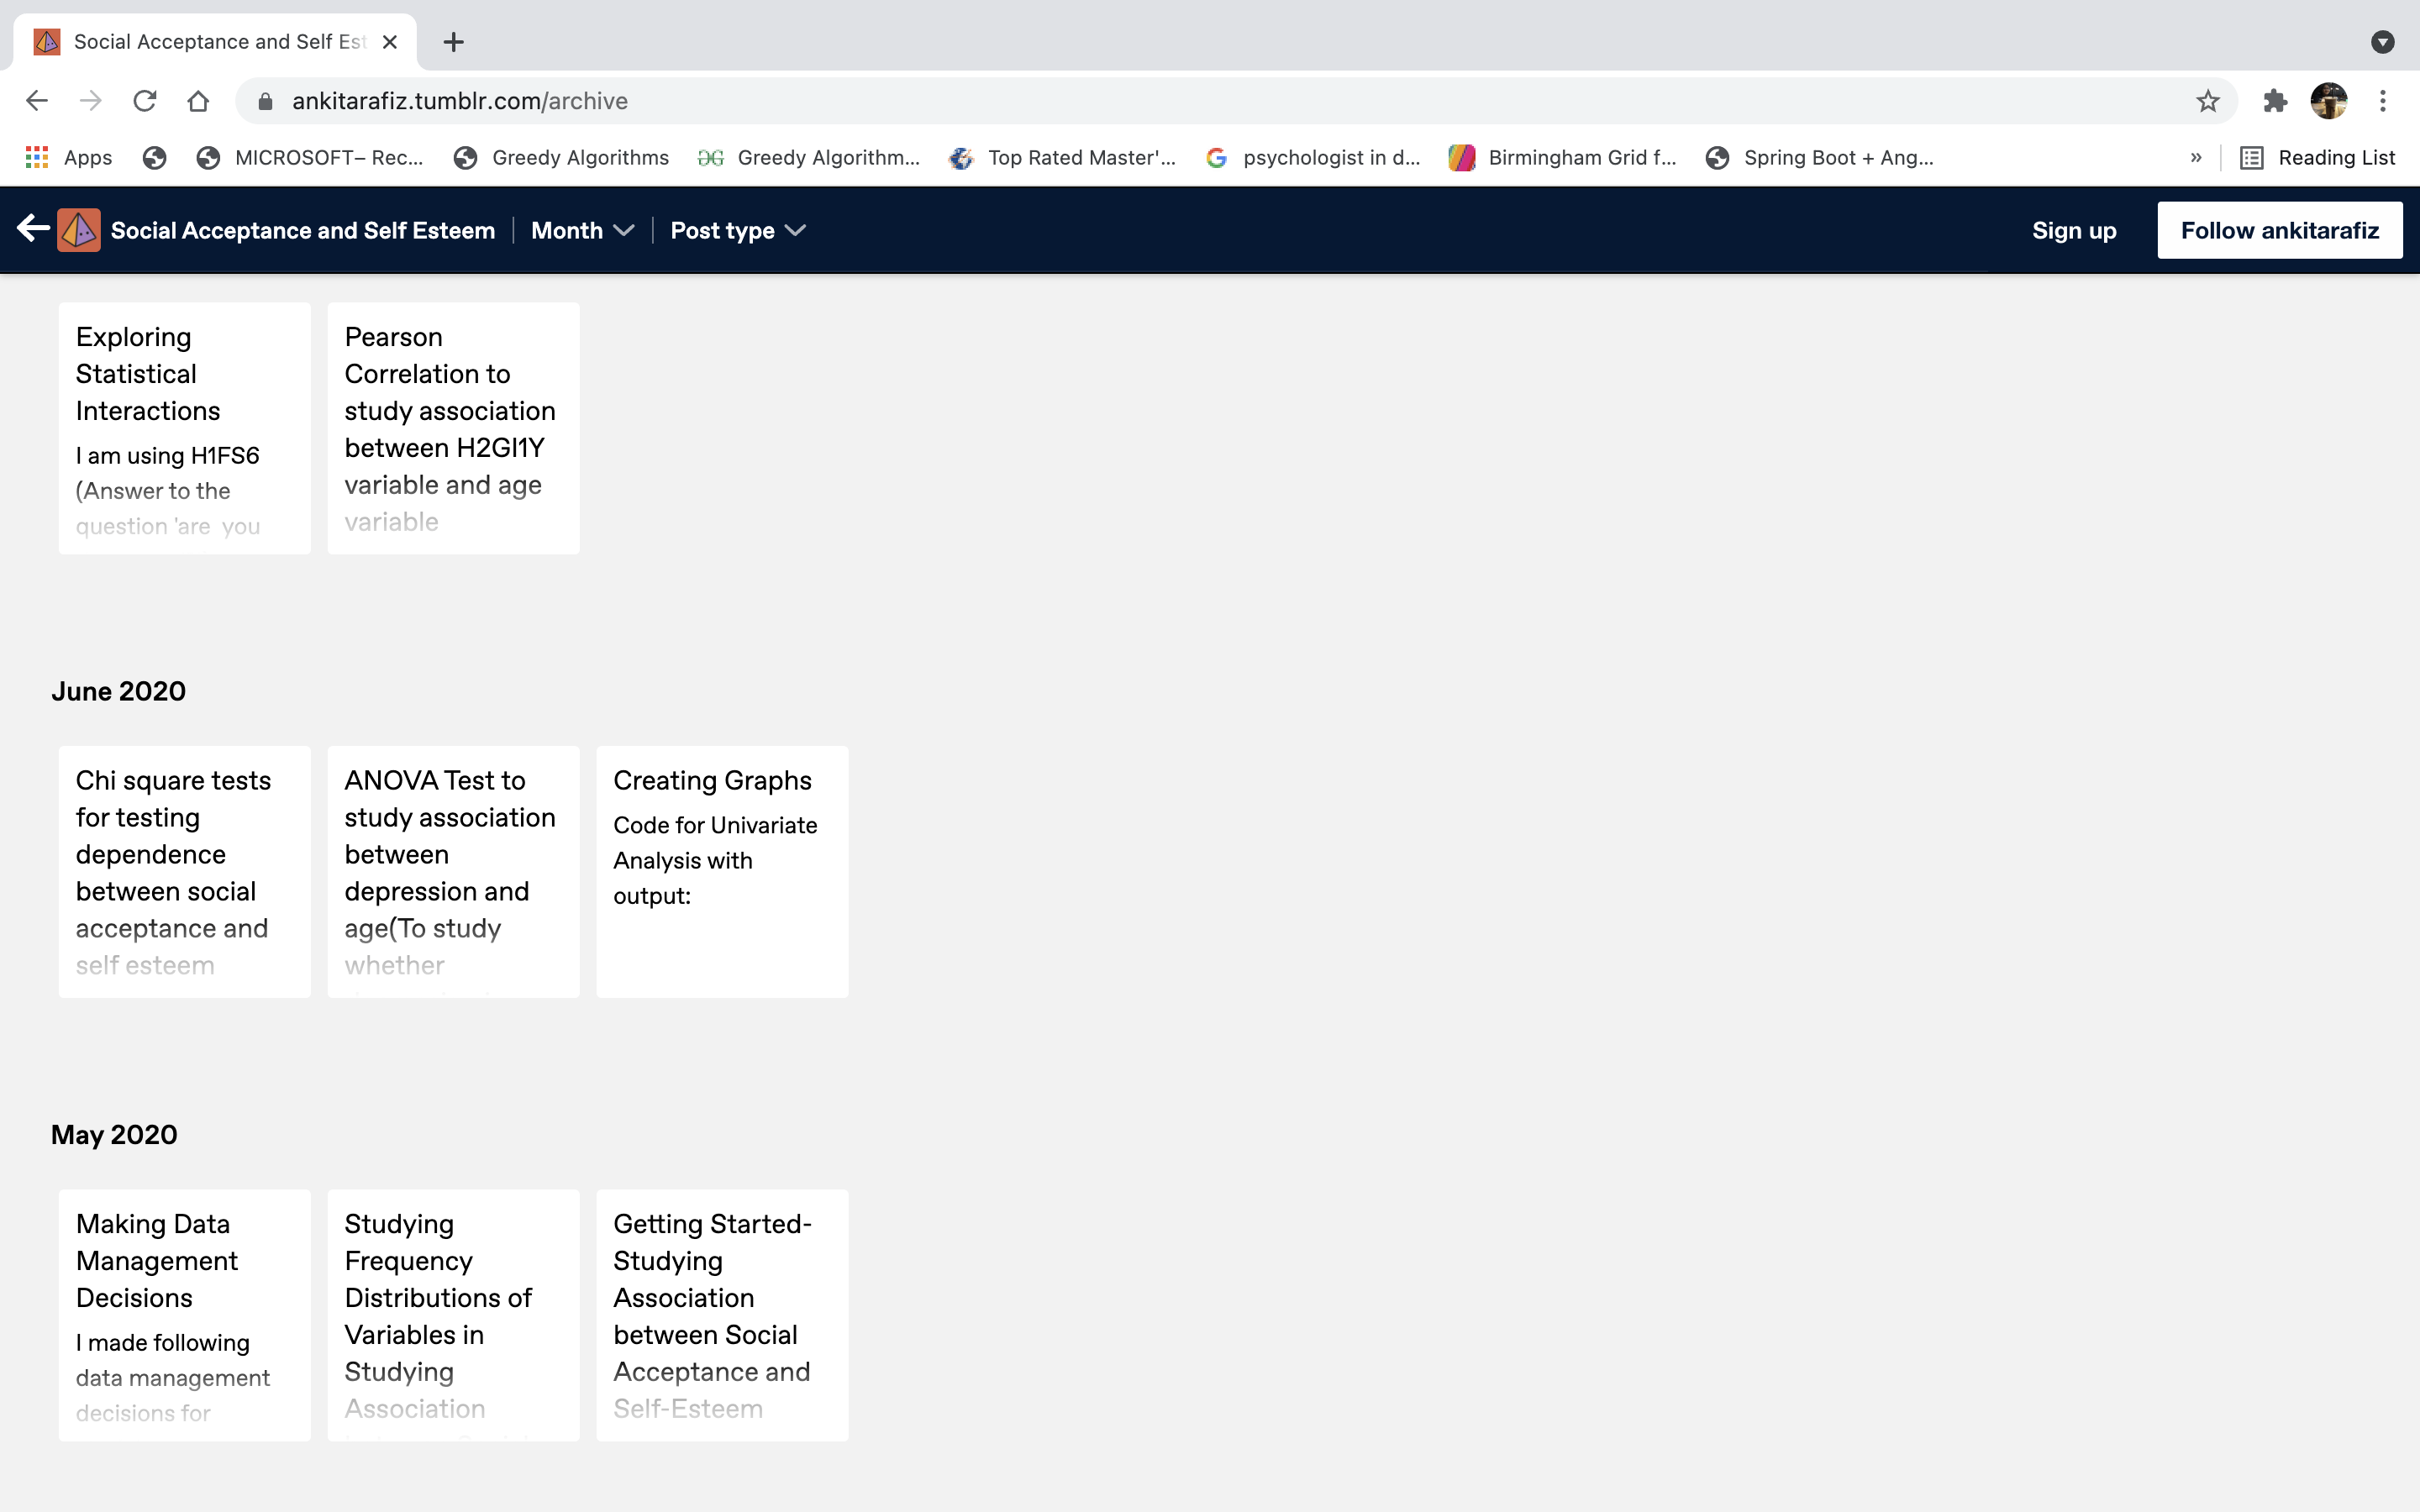 Social Acceptance and Self Est
ankitarafiz.tumblr.com/archive
Apps
MICROSOFT– Rec...
Greedy Algorithms
Greedy Algorithm...
Top Rated Master'...
psychologist in d...
Birmingham Grid f...
Spring Boot + Ang...
»
Reading List
Social Acceptance and Self Esteem
Month
Post type
Sign up
Follow ankitarafiz
Exploring
Statistical
Interactions
I am using H1FS6
(Answer to the
question 'are you
Pearson
Correlation to
study association
between H2GI1Y
variable and age
variable
June 2020
Chi square tests
for testing
dependence
between social
acceptance and
self esteem
ANOVA Test to
study association
between
depression and
age(To study
whether
Creating Graphs
Code for Univariate
Analysis with
output:
May 2020
Making Data
Management
Decisions
I made following
data management
decisions for
Studying
Frequency
Distributions of
Variables in
Studying
Association
Getting Started-
Studying
Association
between Social
Acceptance and
Self-Esteem